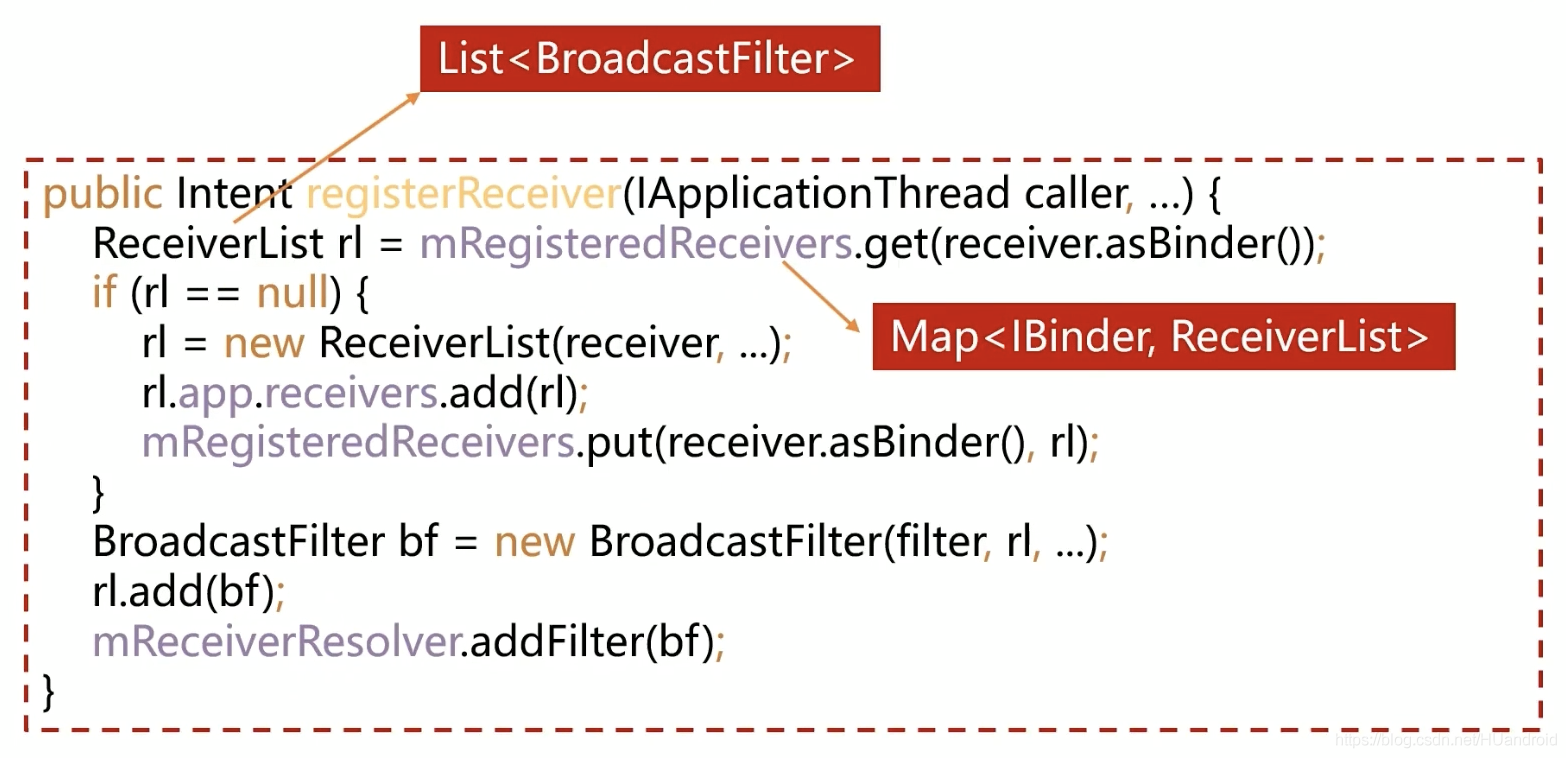 List<BroadcastFilter>
public Intent registerReceiver(IApplicationThread caller, ...) {
ReceiverList rl = mRegisteredReceivers.get(receiver.asBinder());
if (rl == null) {
Map<IBinder, ReceiverList>
rl = new ReceiverList(receiver, ...);
rl.app.receivers.add(rl);
mRegisteredReceivers.put(receiver.asBinder(), rl);
}
BroadcastFilter bf = new BroadcastFilter(filter, rl, ...);
rl.add(bf);
mReceiverResolver.addFilter(bf);
}
https://blog.csdn.net/HUandroid